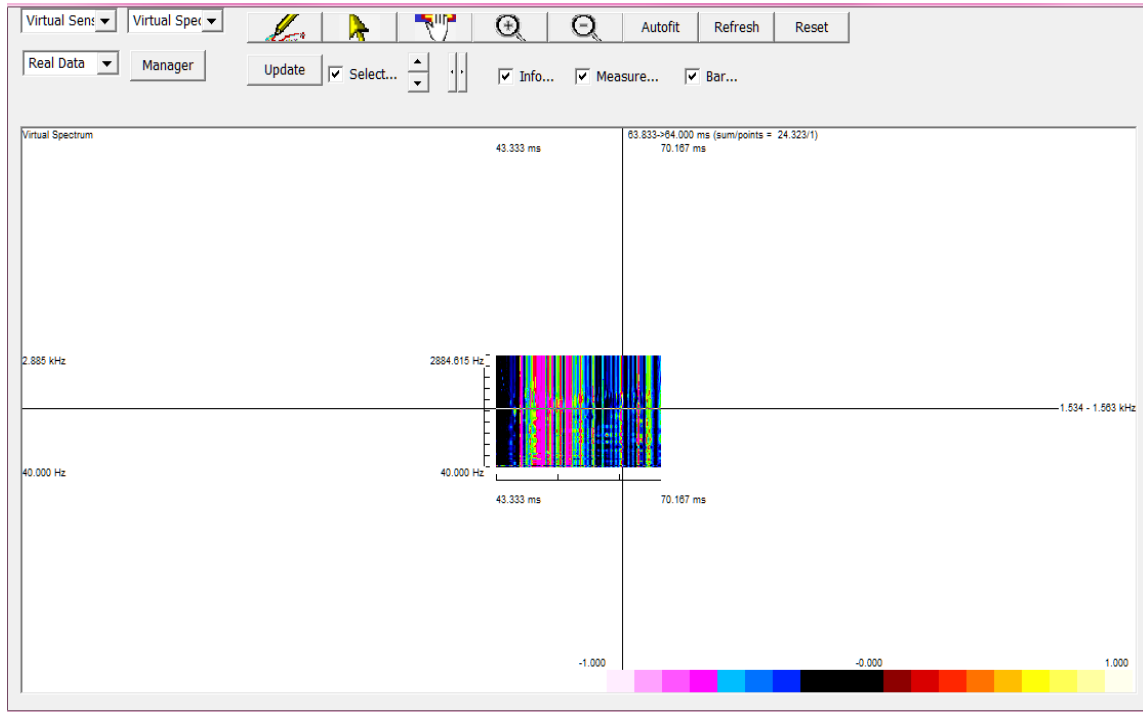 Virtual Sens Virtual Spec
Autofit Refresh Reset
Real Data Manager Update Select... Info... Measure... Bar...
Virtual Spectrum
63.833->64.000 ms (sum/points = 24.323/1)
43.333 ms 70.167 ms
2.885 kHz 2884.615 Hz
1.534 - 1.563 kHz
40.000 Hz 40.000 Hz
43.333 ms 70.167 ms
-1.000 -0.000 1.000